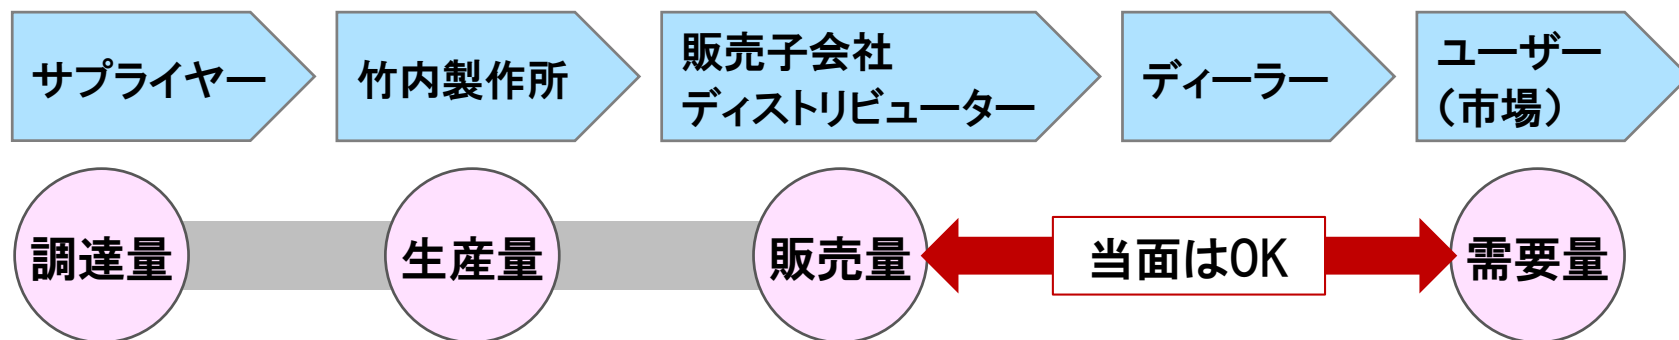 サプライヤー
竹内製作所
販売子会社
ディストリビューター
ディーラー
ユーザー
（市場）
調達量
生産量
販売量
当面はOK
需要量